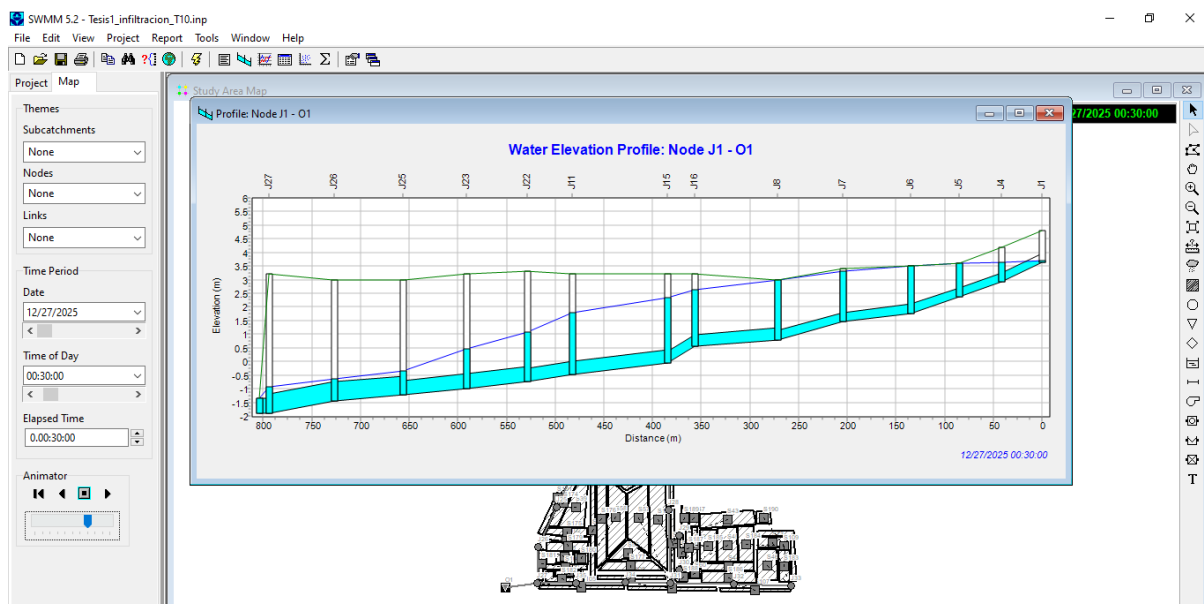 SWMM 5.2 - Tesis1_infiltracion_T10.inp
File Edit View Project Report Tools Window Help
Project Map
Study Area Map
27/2025 00:30:00
Themes
Subcatchments
None
Nodes
None
Links
None
Time Period
Date
12/27/2025
Time of Day
00:30:00
Elapsed Time
0.00:30:00
Animator
Profile: Node J1 - O1
Water Elevation Profile: Node J1 - O1
J27 J26 J25 J23 J22 J11 J15 J16 J8 J7 J6 J5 J4 J1
6
5.5
5
4.5
4
3.5
3
2.5
2
1.5
1
0.5
0
-0.5
-1
-1.5
-2
Elevation (m)
800 750 700 650 600 550 500 450 400 350 300 250 200 150 100 50 0
Distance (m)
12/27/2025 00:30:00
O1
T